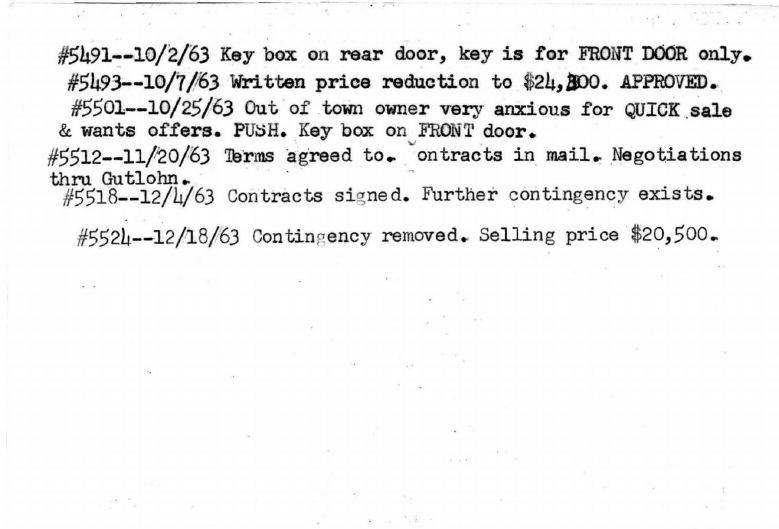 #5491--10/2/63 Key box on rear door, key is for FRONT DOOR only.
#5493--10/7/63 Written price reduction to $24,300. APPROVED.
#5501--10/25/63 Out of town owner very anxious for QUICK sale
& wants offers. PUSH. Key box on FRONT door.
#5512--11/20/63 Terms agreed to. ontracts in mail. Negotiations
thru Gutlohn.
#5518--12/4/63 Contracts signed. Further contingency exists.
#5524--12/18/63 Contingency removed. Selling price $20,500.